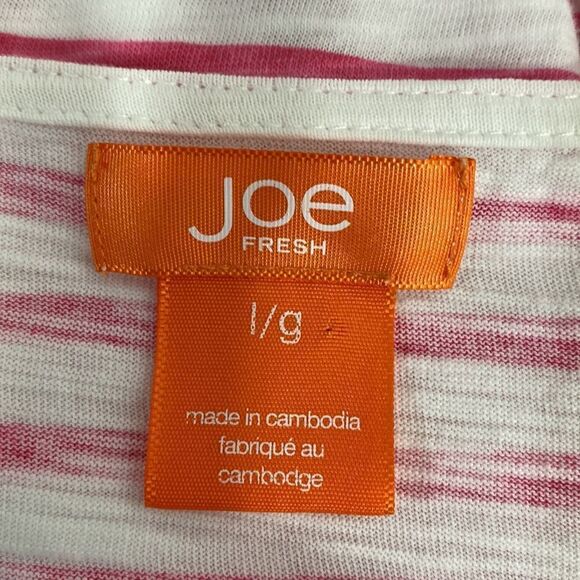 Joe
FRESH
l/g
made in cambodia
fabriqué au
cambodge